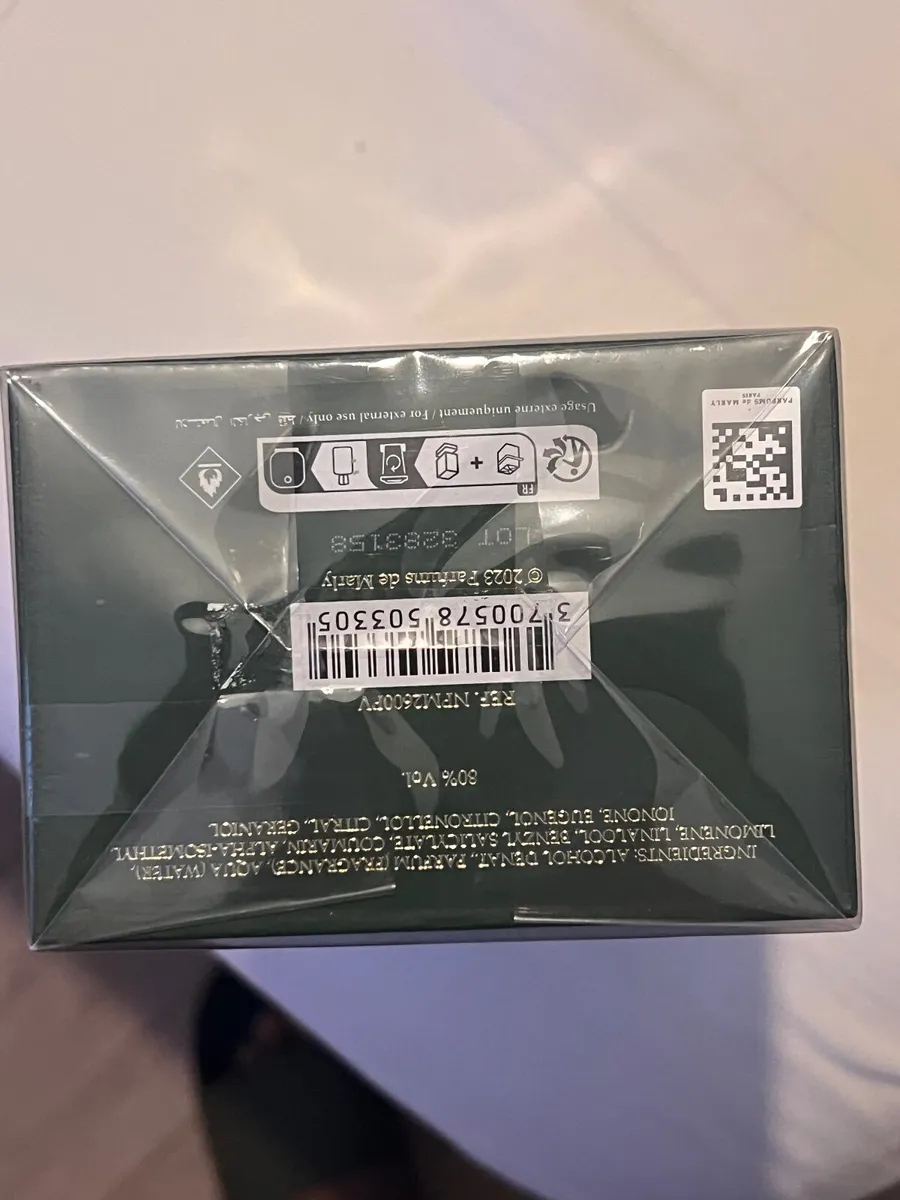 INGREDIENTS: ALCOHOL DENAT., PARFUM (FRAGRANCE), AQUA (WATER),
LIMONENE, LINALOOL, BENZYL SALICYLATE, COUMARIN, ALPHA-ISOMETHYL
IONONE, EUGENOL, CITRONELLOL, CITRAL, GERANIOL
80% Vol.
REF. NPM2600PV
3 700578 503305
© 2023 Parfums de Marly
LOT 3283158
FR
+
Usage externe uniquement / For external use only /
PARFUMS de MARLY
PARIS